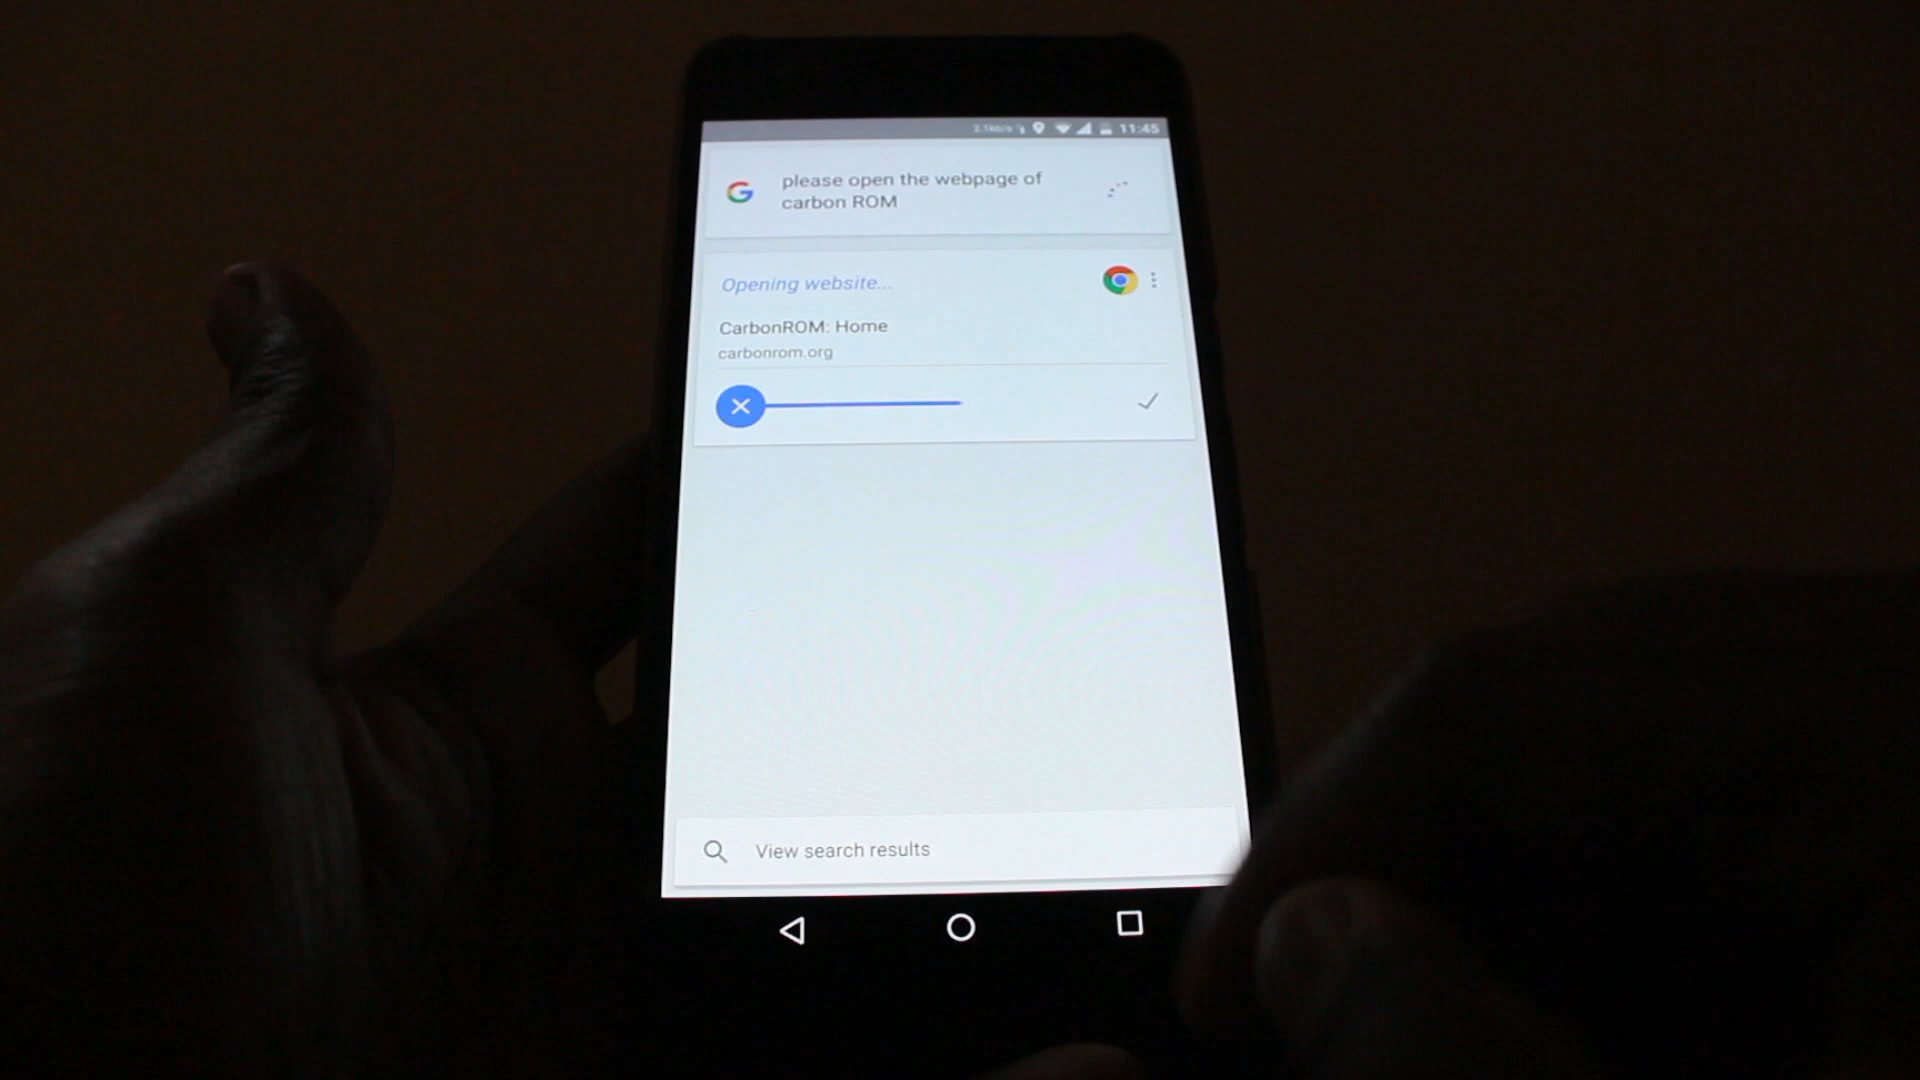 11:45
please open the webpage of
carbon ROM
Opening website...
CarbonROM: Home
carbonrom.org
View search results